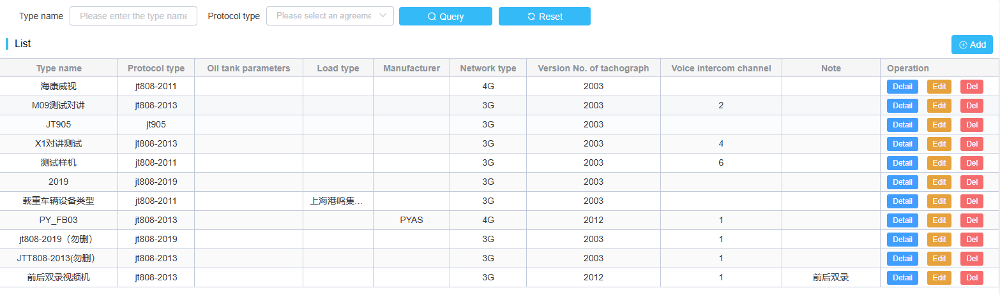 Type name Please enter the type name Protocol type Please select an agreeme Query Reset
List Add
Type name Protocol type Oil tank parameters Load type Manufacturer Network type Version No. of tachograph Voice intercom channel Note Operation
海康威视 jt808-2011 4G 2003 Detail Edit Del
M09测试对讲 jt808-2013 3G 2003 2 Detail Edit Del
JT905 jt905 3G 2003 Detail Edit Del
X1对讲测试 jt808-2013 3G 2003 4 Detail Edit Del
测试样机 jt808-2011 3G 2003 6 Detail Edit Del
2019 jt808-2019 3G 2003 Detail Edit Del
载重车辆设备类型 jt808-2011 上海港鸣集... 3G 2003 Detail Edit Del
PY_FB03 jt808-2013 PYAS 4G 2012 1 Detail Edit Del
jt808-2019（勿删） jt808-2019 3G 2003 1 Detail Edit Del
JTT808-2013(勿删） jt808-2013 3G 2003 1 Detail Edit Del
前后双录视频机 jt808-2013 3G 2012 1 前后双录 Detail Edit Del